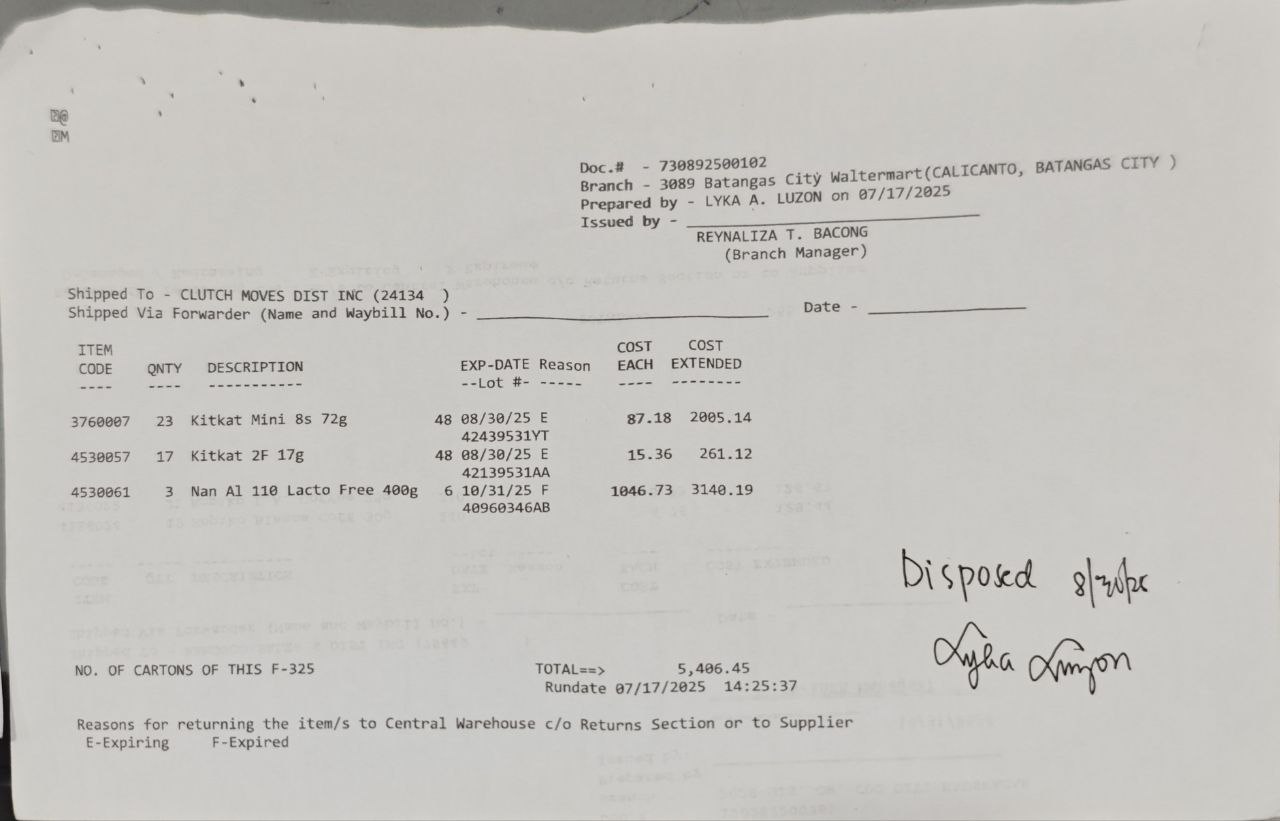 Doc.# - 730892500102
Branch - 3089 Batangas City Waltermart(CALICANTO, BATANGAS CITY )
Prepared by - LYKA A. LUZON on 07/17/2025
Issued by -
REYNALIZA T. BACONG
(Branch Manager)
Shipped To - CLUTCH MOVES DIST INC (24134 )
Shipped Via Forwarder (Name and Waybill No.) - Date -
ITEM COST COST
CODE QNTY DESCRIPTION EXP-DATE Reason EACH EXTENDED
---- ---- ----------- --Lot #- ----- ---- --------
3760007 23 Kitkat Mini 8s 72g 48 08/30/25 E 87.18 2005.14
42439531YT
4530057 17 Kitkat 2F 17g 48 08/30/25 E 15.36 261.12
42139531AA
4530061 3 Nan Al 110 Lacto Free 400g 6 10/31/25 F 1046.73 3140.19
40960346AB
Disposed 8/30/25
NO. OF CARTONS OF THIS F-325 TOTAL==> 5,406.45
Rundate 07/17/2025 14:25:37
Reasons for returning the item/s to Central Warehouse c/o Returns Section or to Supplier
E-Expiring F-Expired